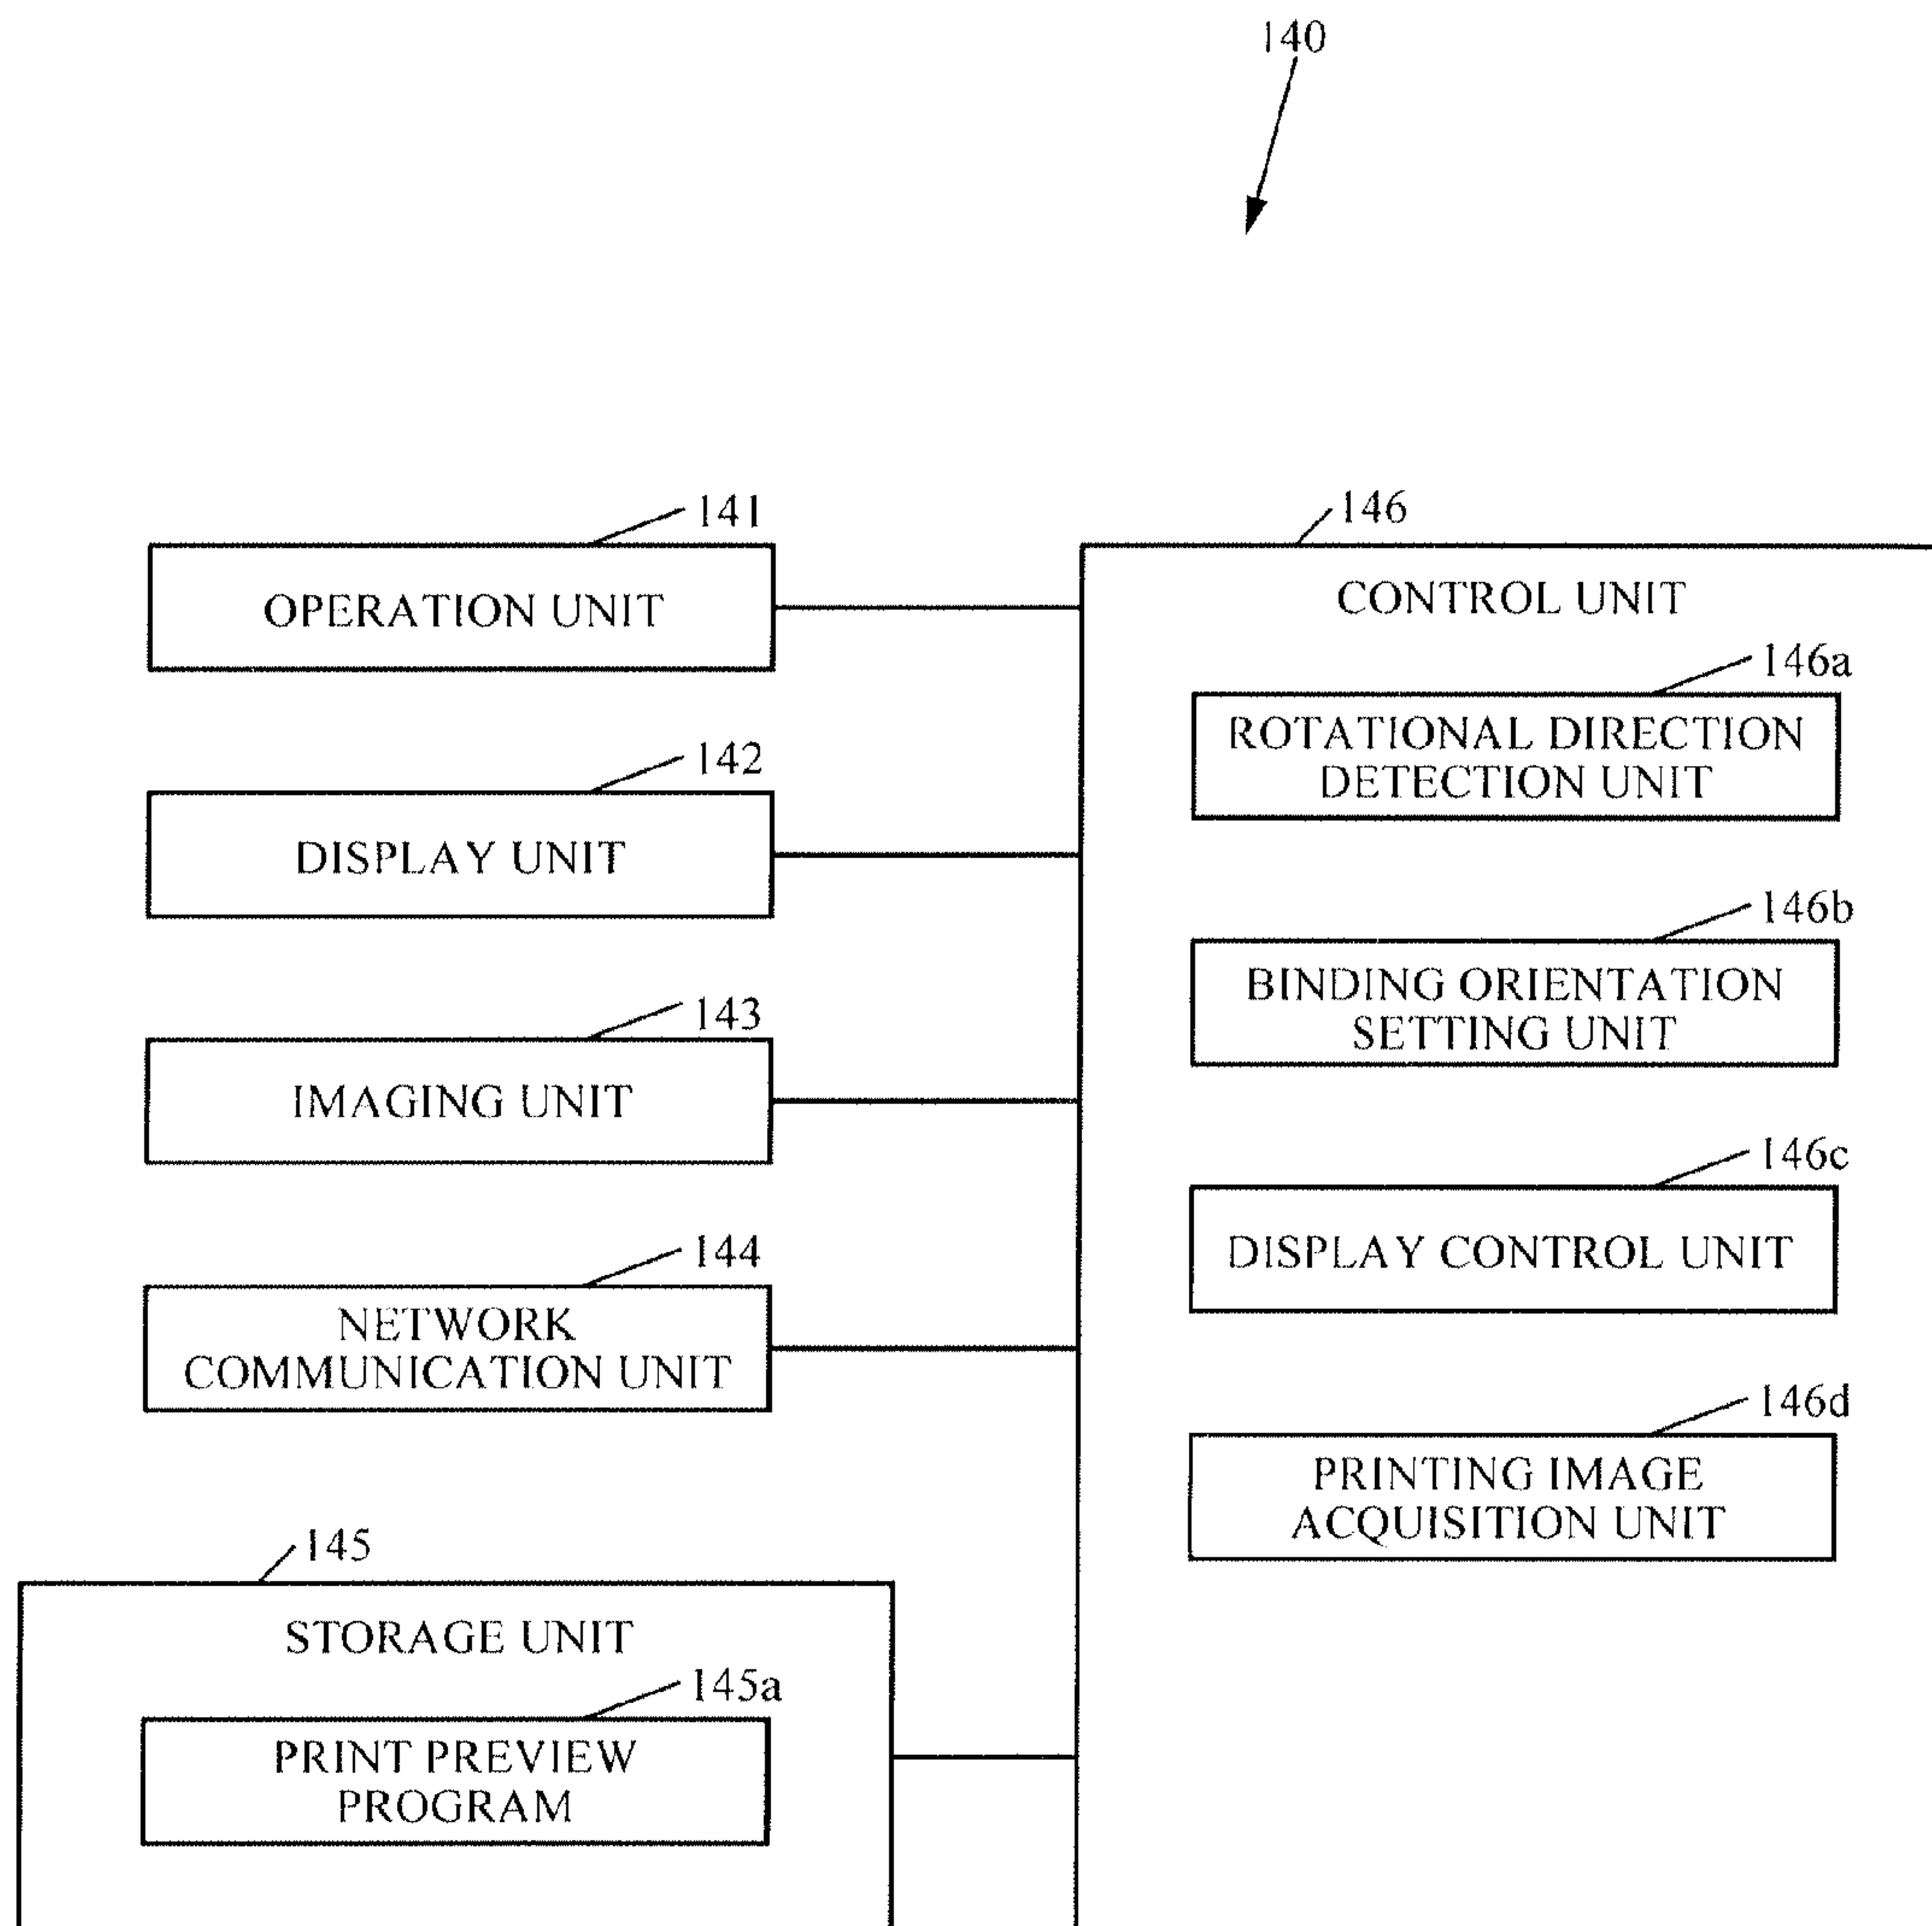 140
141
OPERATION UNIT
142
DISPLAY UNIT
143
IMAGING UNIT
144
NETWORK
COMMUNICATION UNIT
145
STORAGE UNIT
145a
PRINT PREVIEW
PROGRAM
146
CONTROL UNIT
146a
ROTATIONAL DIRECTION
DETECTION UNIT
146b
BINDING ORIENTATION
SETTING UNIT
146c
DISPLAY CONTROL UNIT
146d
PRINTING IMAGE
ACQUISITION UNIT